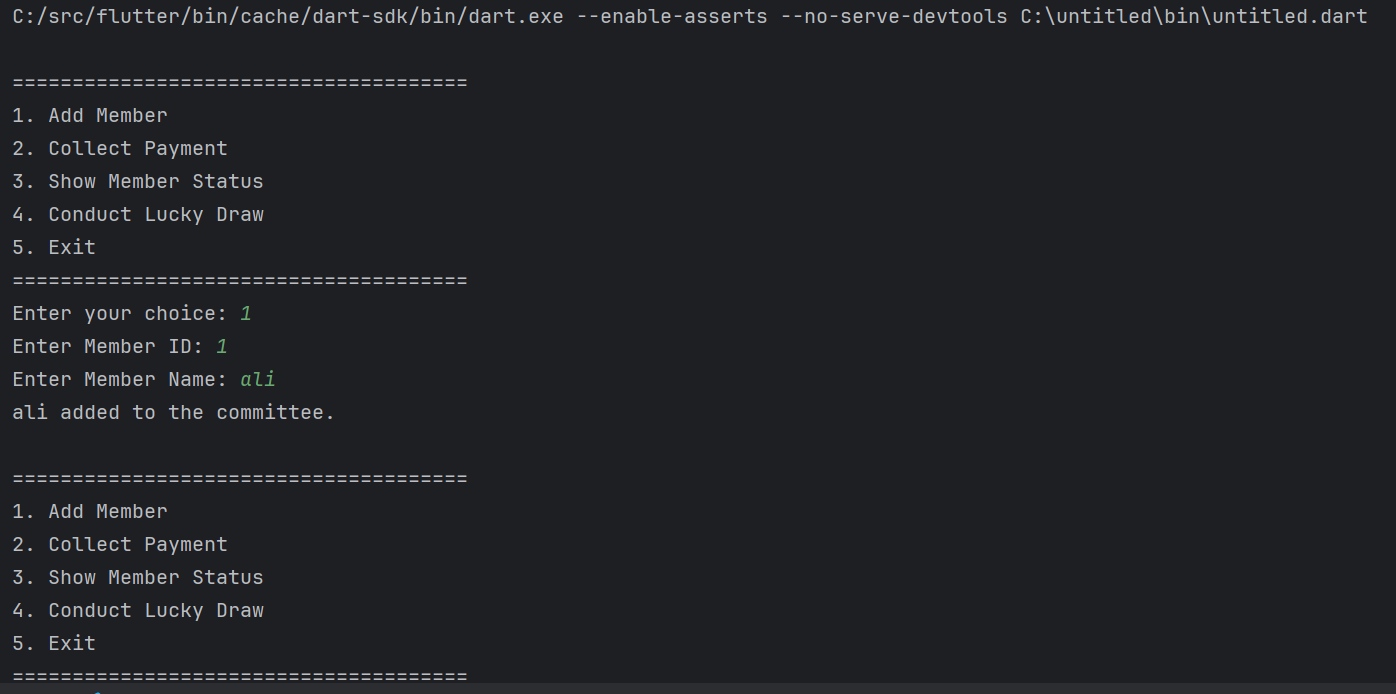 C:/src/flutter/bin/cache/dart-sdk/bin/dart.exe --enable-asserts --no-serve-devtools C:\untitled\bin\untitled.dart
======================================
1. Add Member
2. Collect Payment
3. Show Member Status
4. Conduct Lucky Draw
5. Exit
======================================
Enter your choice: 1
Enter Member ID: 1
Enter Member Name: ali
ali added to the committee.
======================================
1. Add Member
2. Collect Payment
3. Show Member Status
4. Conduct Lucky Draw
5. Exit
======================================